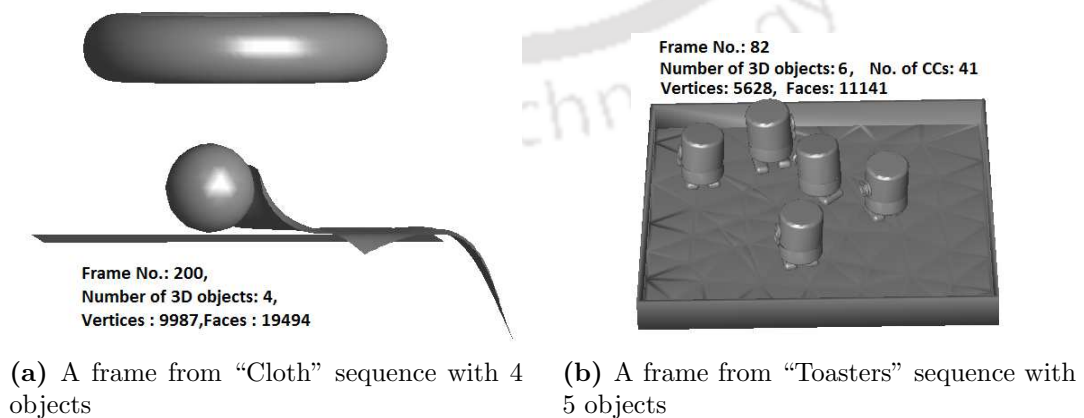 Frame No.: 82
Number of 3D objects: 6, No. of CCs: 41
Vertices: 5628, Faces: 11141
Frame No.: 200,
Number of 3D objects: 4,
Vertices : 9987,Faces : 19494
(a) A frame from “Cloth” sequence with 4
objects
(b) A frame from “Toasters” sequence with
5 objects